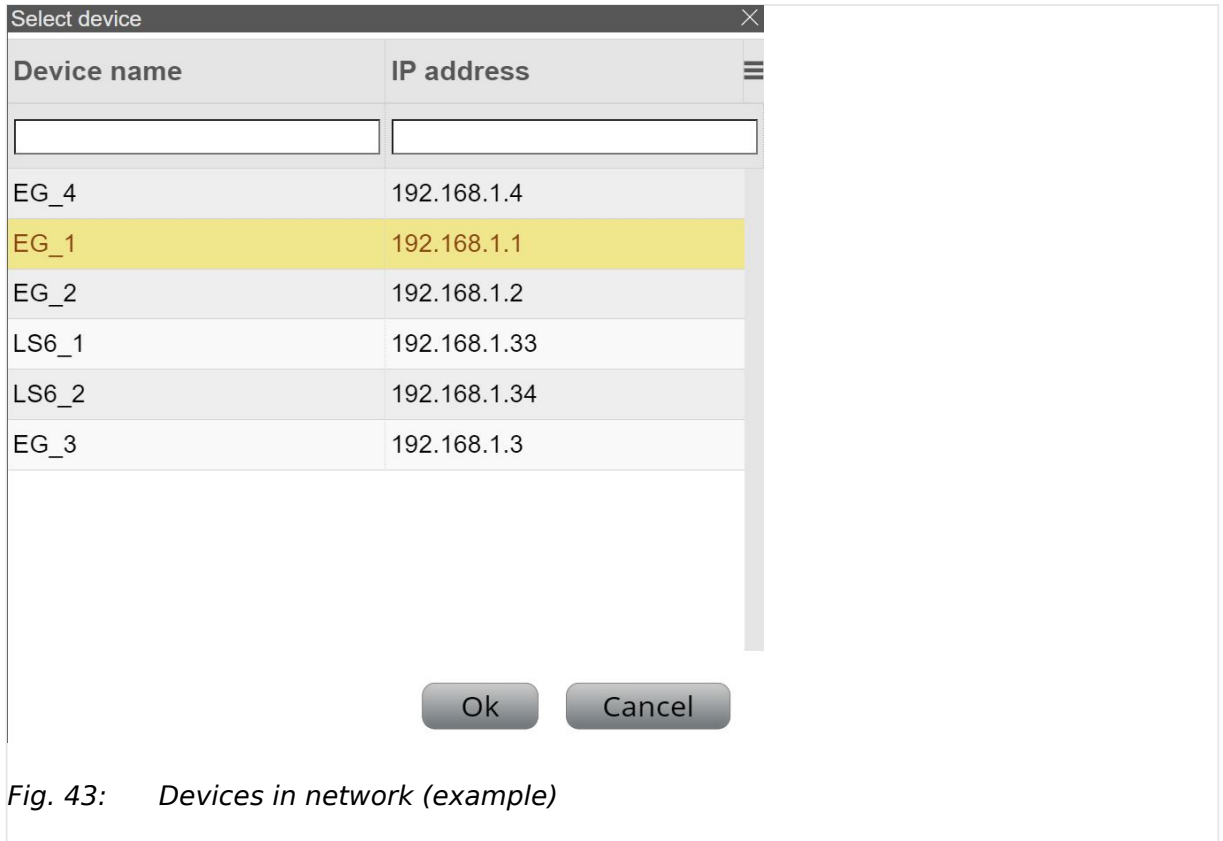 Select device
Device name IP address
EG_4 192.168.1.4
EG_1 192.168.1.1
EG_2 192.168.1.2
LS6_1 192.168.1.33
LS6_2 192.168.1.34
EG_3 192.168.1.3
Ok Cancel
Fig. 43: Devices in network (example)